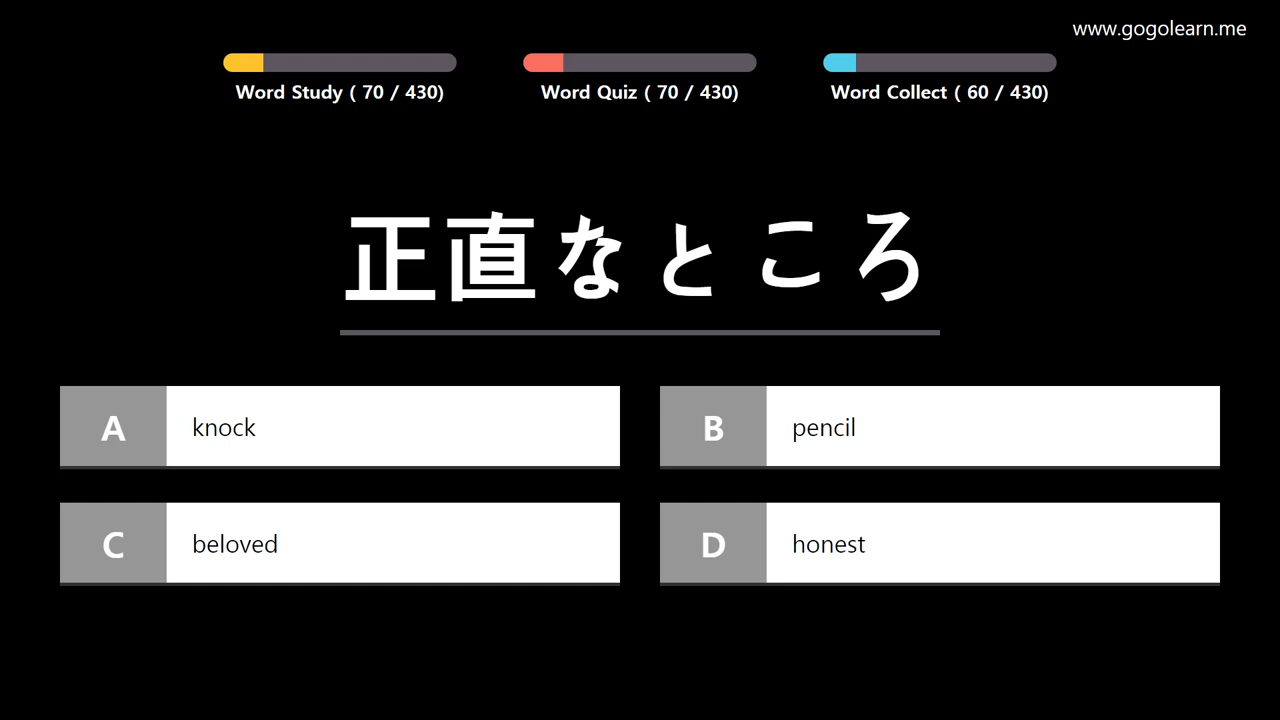 www.gogolearn.me
Word Study ( 70 / 430)
Word Quiz ( 70 / 430)
Word Collect ( 60 / 430)
正直なところ
A knock
B pencil
C beloved
D honest